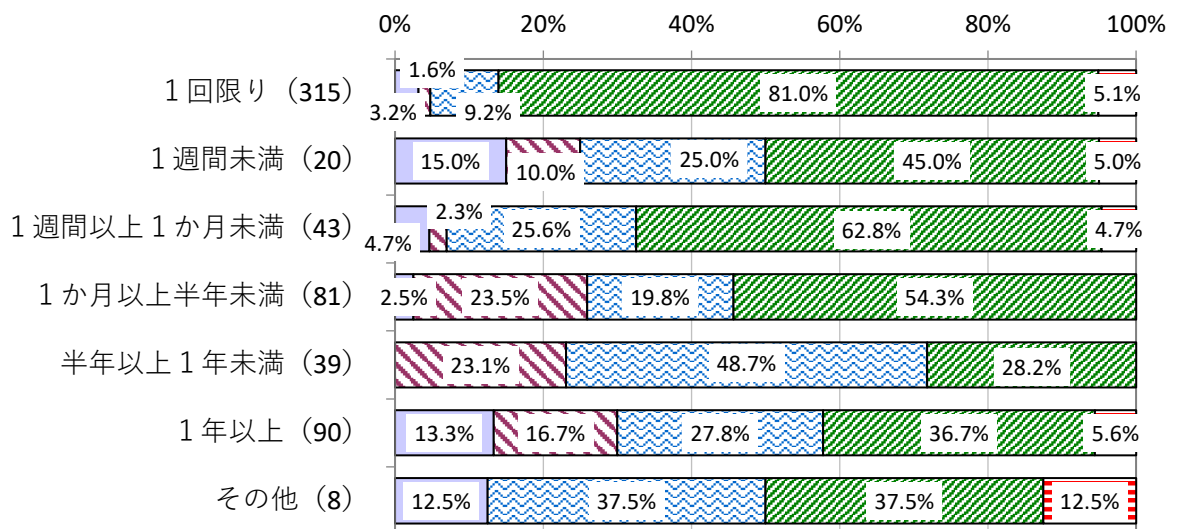 0% 20% 40% 60% 80% 100%
１回限り（315） 3.2% 1.6% 9.2% 81.0% 5.1%
１週間未満（20） 15.0% 10.0% 25.0% 45.0% 5.0%
１週間以上１か月未満（43） 4.7% 2.3% 25.6% 62.8% 4.7%
１か月以上半年未満（81） 2.5% 23.5% 19.8% 54.3%
半年以上１年未満（39） 23.1% 48.7% 28.2%
１年以上（90） 13.3% 16.7% 27.8% 36.7% 5.6%
その他（8） 12.5% 37.5% 37.5% 12.5%